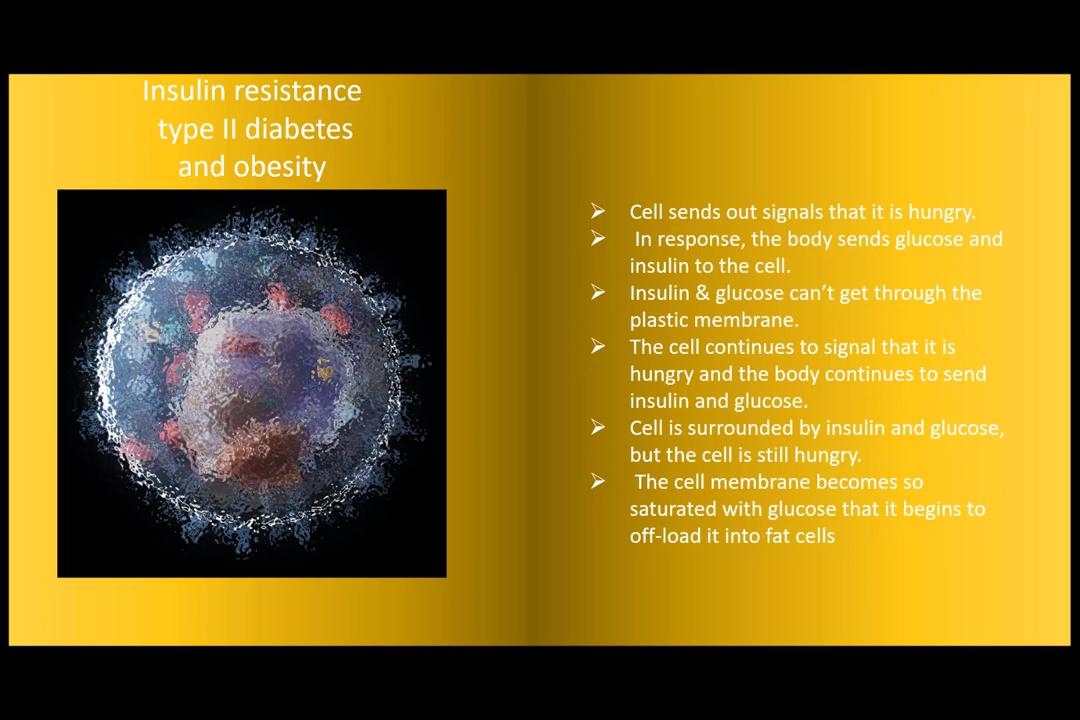 Insulin resistance
type II diabetes
and obesity
➢ Cell sends out signals that it is hungry.
➢ In response, the body sends glucose and
insulin to the cell.
➢ Insulin & glucose can’t get through the
plastic membrane.
➢ The cell continues to signal that it is
hungry and the body continues to send
insulin and glucose.
➢ Cell is surrounded by insulin and glucose,
but the cell is still hungry.
➢ The cell membrane becomes so
saturated with glucose that it begins to
off-load it into fat cells